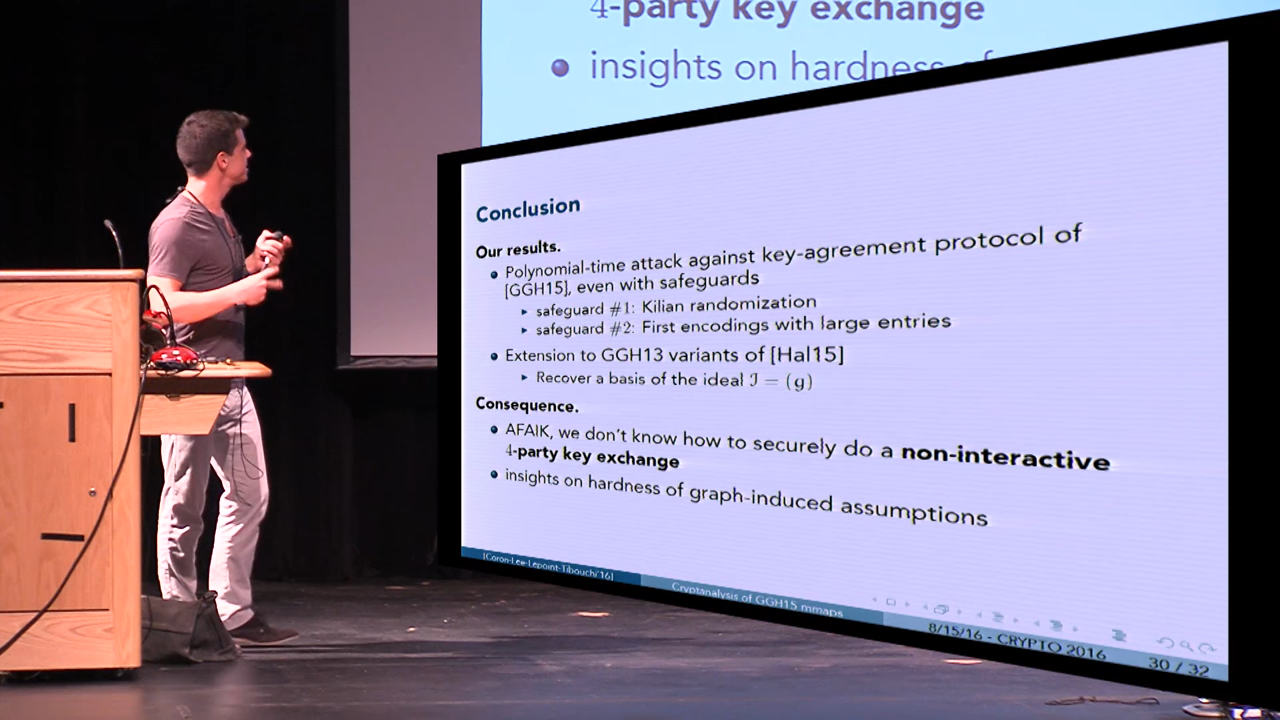 4-party key exchange
insights on hardness of
Conclusion
Our results.
Polynomial-time attack against key-agreement protocol of
[GGH15], even with safeguards
safeguard #1: Kilian randomization
safeguard #2: First encodings with large entries
Extension to GGH13 variants of [Hal15]
Recover a basis of the ideal ℐ = (g)
Consequence.
AFAIK, we don't know how to securely do a non-interactive
4-party key exchange
insights on hardness of graph-induced assumptions
[Coron-Lee-Lepoint-Tibouchi'16]
Cryptanalysis of GGH15 mmaps
8/15/16 - CRYPTO 2016
30 / 32